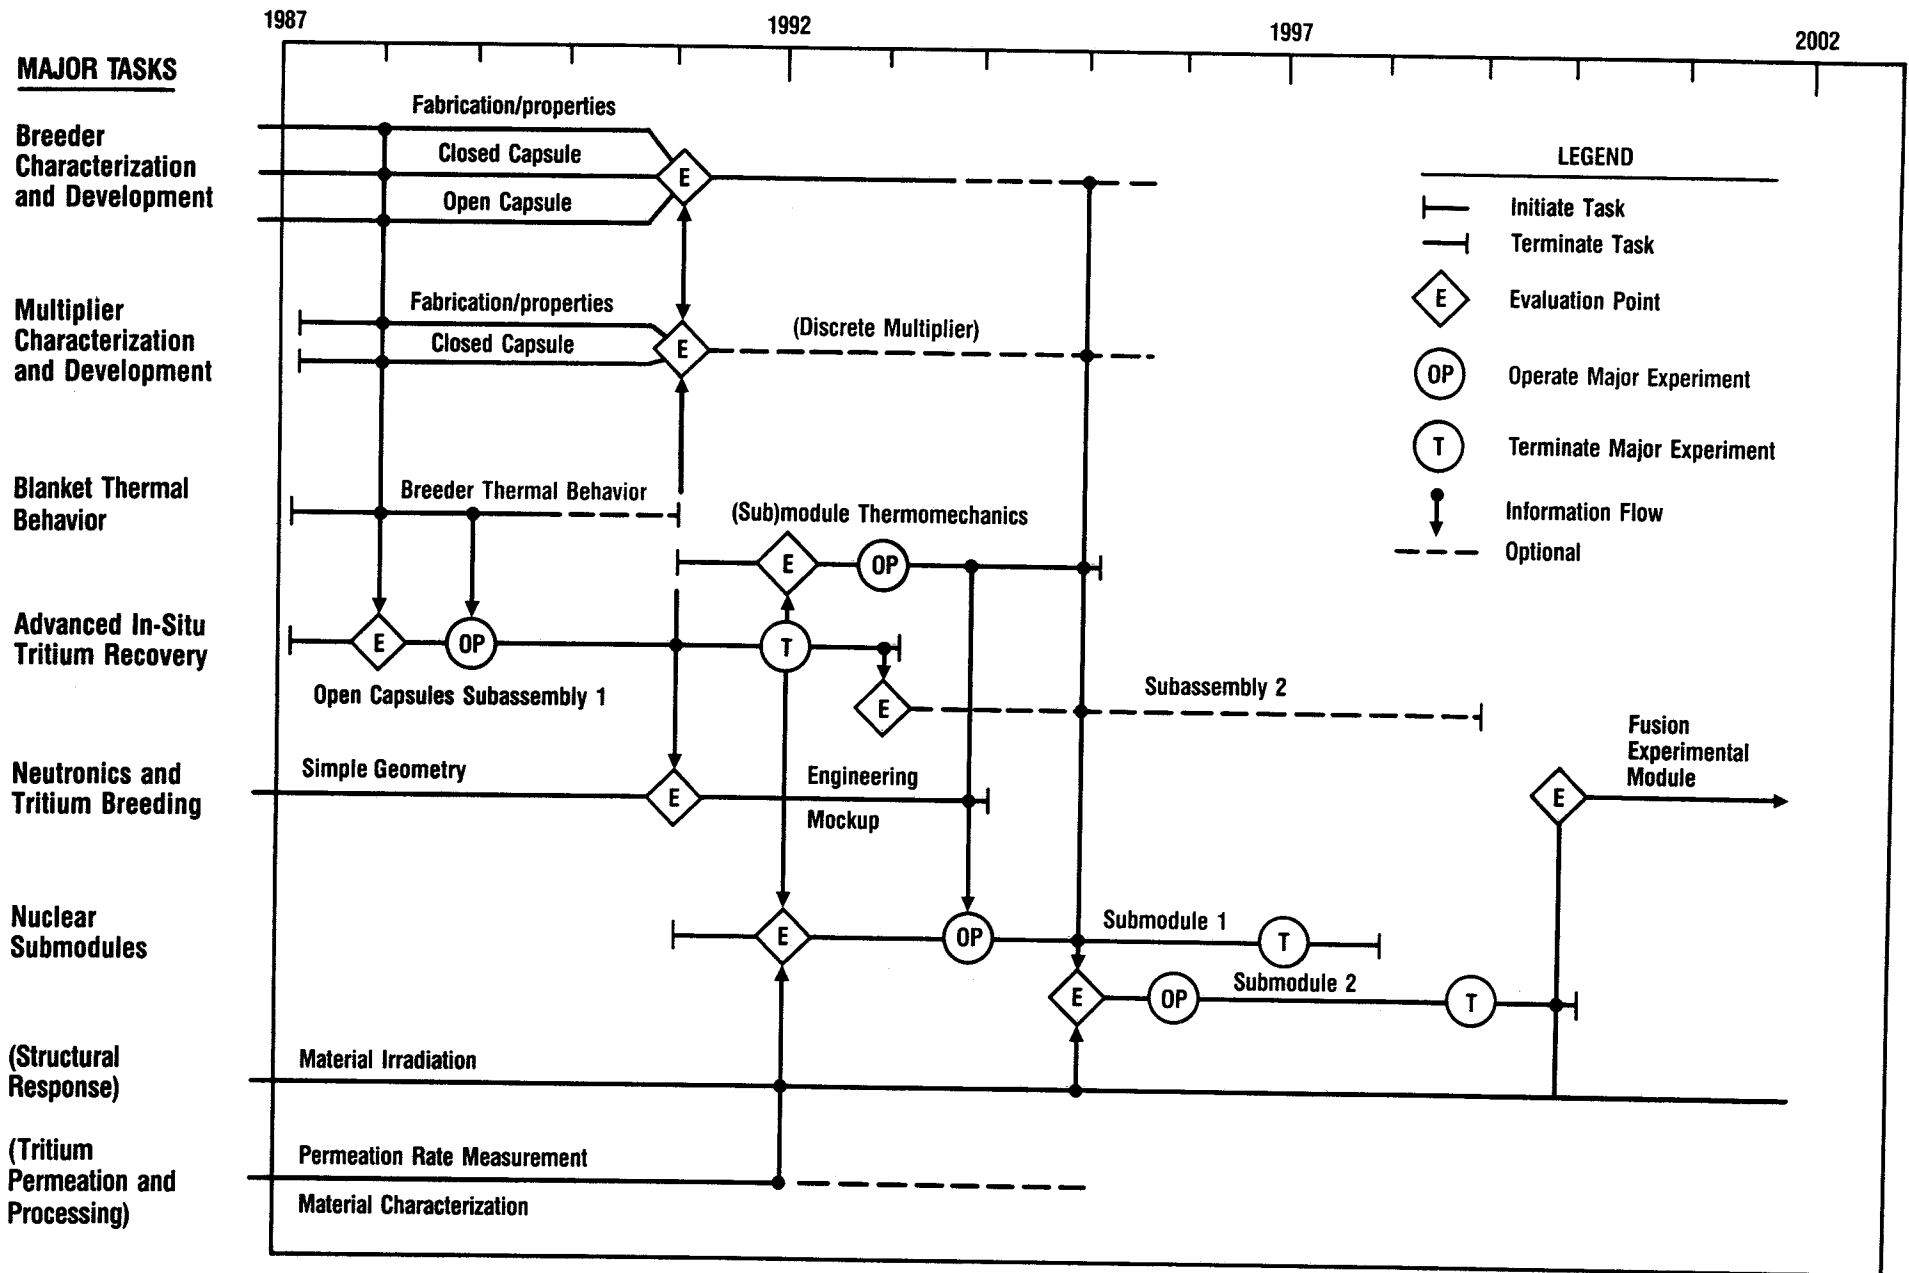 1987
1992
1997
2002
MAJOR TASKS
Breeder
Characterization
and Development
Fabrication/properties
Closed Capsule
Open Capsule
E
LEGEND
Initiate Task
Terminate Task
E Evaluation Point
OP Operate Major Experiment
T Terminate Major Experiment
Information Flow
Optional
Multiplier
Characterization
and Development
Fabrication/properties
Closed Capsule
E
(Discrete Multiplier)
Blanket Thermal
Behavior
Breeder Thermal Behavior
(Sub)module Thermomechanics
E
OP
Advanced In-Situ
Tritium Recovery
E
OP
T
Open Capsules Subassembly 1
E
Subassembly 2
Neutronics and
Tritium Breeding
Simple Geometry
E
Engineering
Mockup
Fusion
Experimental
Module
E
Nuclear
Submodules
E
OP
Submodule 1
T
E
OP
Submodule 2
T
(Structural
Response)
Material Irradiation
(Tritium
Permeation and
Processing)
Permeation Rate Measurement
Material Characterization